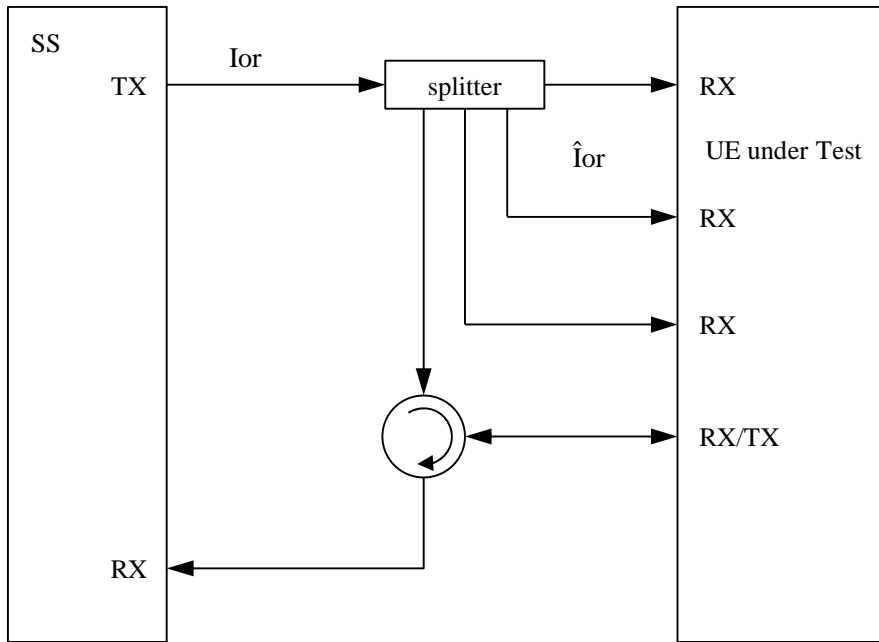 SS
TX
Ior
splitter
RX
UE under Test
Îor
RX
RX
RX/TX
RX